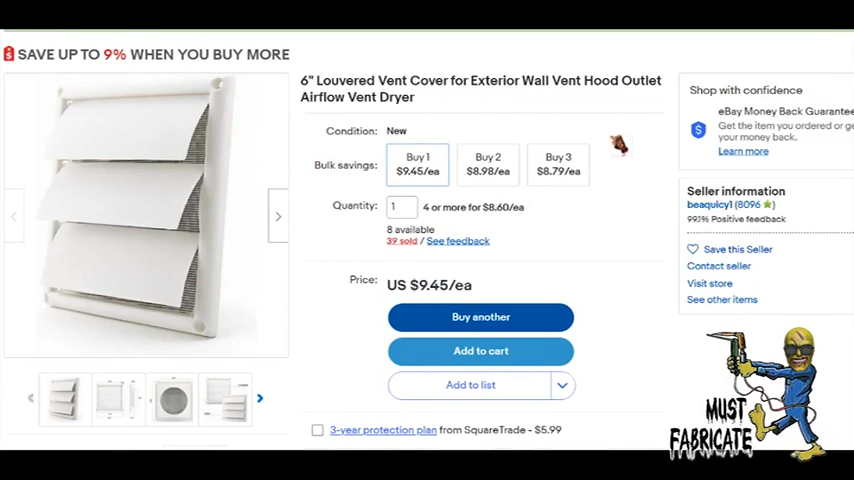 SAVE UP TO 9% WHEN YOU BUY MORE
6" Louvered Vent Cover for Exterior Wall Vent Hood Outlet
Airflow Vent Dryer
Condition: New
Bulk savings:
Buy 1
$9.45/ea
Buy 2
$8.98/ea
Buy 3
$8.79/ea
Quantity: 1 4 or more for $8.60/ea
8 available
39 sold / See feedback
Price: US $9.45/ea
Buy another
Add to cart
Add to list
3-year protection plan from SquareTrade - $5.99
Shop with confidence
eBay Money Back Guarantee
Get the item you ordered or ge
your money back.
Learn more
Seller information
beaquicy1 (8096)
99.1% Positive feedback
Save this Seller
Contact seller
Visit store
See other items
MUST
FABRICATE